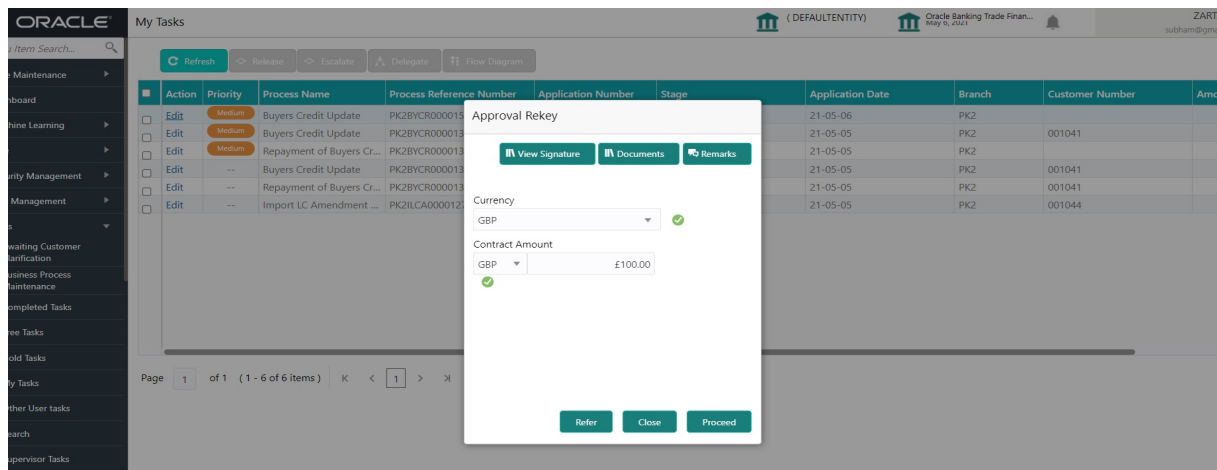 ORACLE
My Tasks
( DEFAULTENTITY)
Oracle Banking Trade Finan...
May 6, 2021
ZART
subham@gma
u Item Search...
Refresh
Release
Escalate
Delegate
Flow Diagram
e Maintenance
hboard
hine Learning
urity Management
Management
s
waiting Customer
larification
usiness Process
laintenance
ompleted Tasks
ree Tasks
old Tasks
ly Tasks
ther User tasks
earch
upervisor Tasks
Action Priority Process Name Process Reference Number Application Number Stage Application Date Branch Customer Number Amo
Edit Medium Buyers Credit Update PK2BYCR000015 21-05-06 PK2
Edit Medium Buyers Credit Update PK2BYCR000013 21-05-05 PK2 001041
Edit Medium Repayment of Buyers Cr... PK2BYCR000013 21-05-05 PK2
Edit -- Buyers Credit Update PK2BYCR000013 21-05-05 PK2 001041
Edit -- Repayment of Buyers Cr... PK2BYCR000013 21-05-05 PK2 001041
Edit -- Import LC Amendment ... PK2ILCA000012 21-05-05 PK2 001044
Page 1 of 1 (1 - 6 of 6 items) K < 1 > X
Approval Rekey
View Signature
Documents
Remarks
Currency
GBP
Contract Amount
GBP £100.00
Refer
Close
Proceed